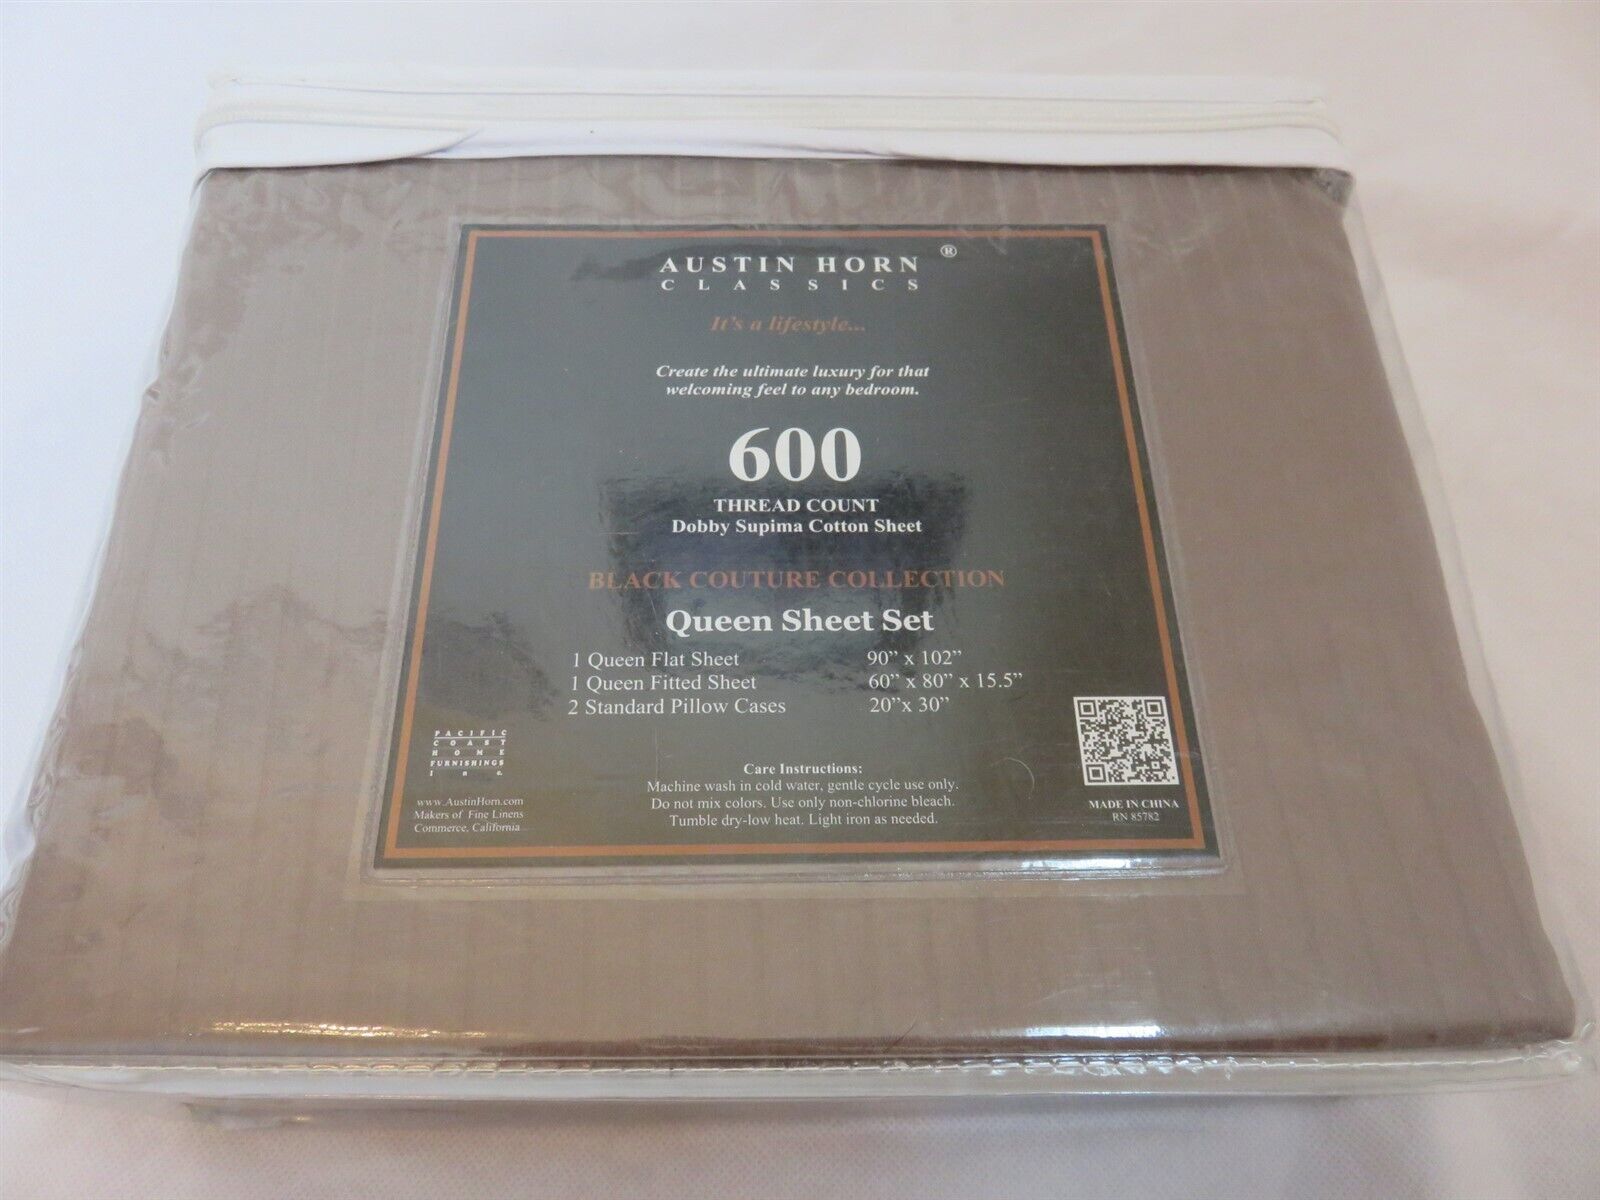 AUSTIN HORN ®
CLASSICS
It's a lifestyle...
Create the ultimate luxury for that
welcoming feel to any bedroom.
600
THREAD COUNT
Dobby Supima Cotton Sheet
BLACK COUTURE COLLECTION
Queen Sheet Set
1 Queen Flat Sheet 90” x 102”
1 Queen Fitted Sheet 60” x 80” x 15.5”
2 Standard Pillow Cases 20”x 30”
PACIFIC
COAST
HOME
FURNISHINGS
Inc.
www.AustinHorn.com
Makers of Fine Linens
Commerce, California
Care Instructions:
Machine wash in cold water, gentle cycle use only.
Do not mix colors. Use only non-chlorine bleach.
Tumble dry-low heat. Light iron as needed.
MADE IN CHINA
RN 85782